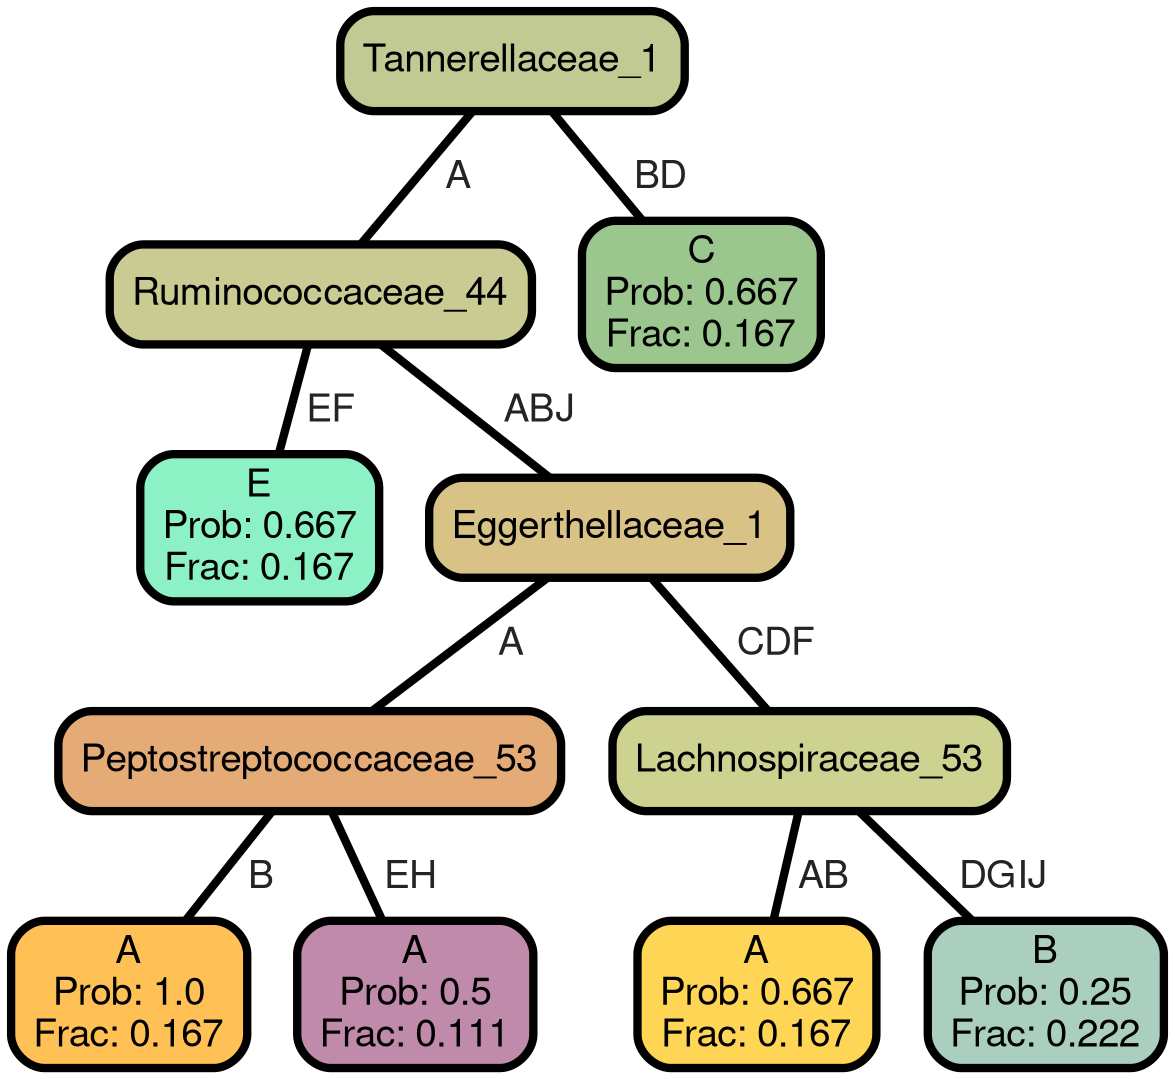 Tannerellaceae_1
A
BD
Ruminococcaceae_44
C
Prob: 0.667
Frac: 0.167
EF
ABJ
E
Prob: 0.667
Frac: 0.167
Eggerthellaceae_1
A
CDF
Peptostreptococcaceae_53
Lachnospiraceae_53
B
EH
AB
DGIJ
A
Prob: 1.0
Frac: 0.167
A
Prob: 0.5
Frac: 0.111
A
Prob: 0.667
Frac: 0.167
B
Prob: 0.25
Frac: 0.222